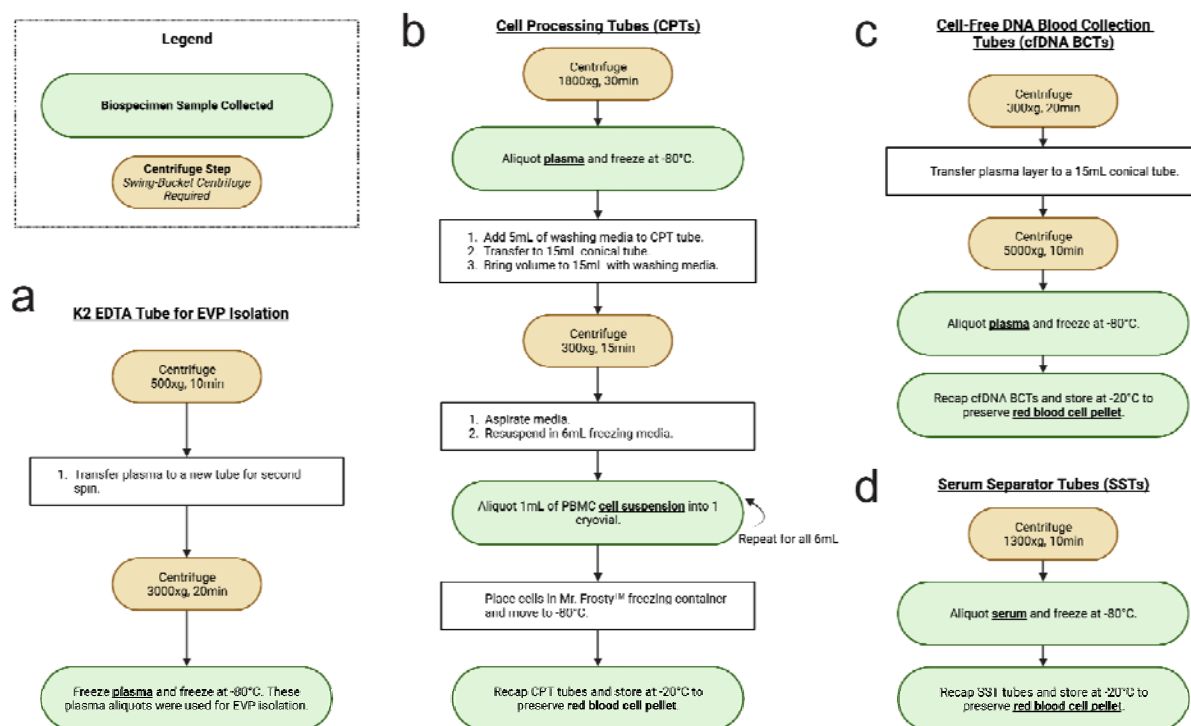 Legend
Biospecimen Sample Collected
Centrifuge Step
Swing-Bucket Centrifuge
Required
a
K2 EDTA Tube for EVP Isolation
Centrifuge
500xg, 10min
1. Transfer plasma to a new tube for second
spin.
Centrifuge
3000xg, 20min
Freeze plasma and freeze at -80°C. These
plasma aliquots were used for EVP isolation.
b
Cell Processing Tubes (CPTs)
Centrifuge
1800xg, 30min
Aliquot plasma and freeze at -80°C.
1. Add 5mL of washing media to CPT tube.
2. Transfer to 15mL conical tube.
3. Bring volume to 15mL with washing media.
Centrifuge
300xg, 15min
1. Aspirate media.
2. Resuspend in 6mL freezing media.
Aliquot 1mL of PBMC cell suspension into 1
cryovial.
Repeat for all 6mL
Place cells in Mr. Frosty™ freezing container
and move to -80°C.
Recap CPT tubes and store at -20°C to
preserve red blood cell pellet.
c
Cell-Free DNA Blood Collection
Tubes (cfDNA BCTs)
Centrifuge
300xg, 20min
Transfer plasma layer to a 15mL conical tube.
Centrifuge
5000xg, 10min
Aliquot plasma and freeze at -80°C.
Recap cfDNA BCTs and store at -20°C to
preserve red blood cell pellet.
d
Serum Separator Tubes (SSTs)
Centrifuge
1300xg, 10min
Aliquot serum and freeze at -80°C.
Recap SST tubes and store at -20°C to
preserve red blood cell pellet.